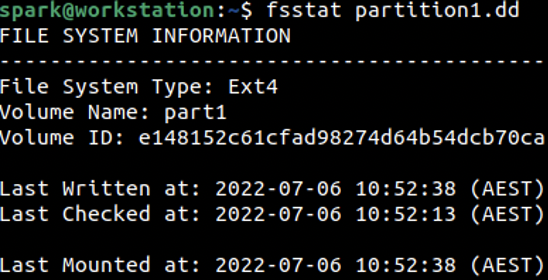 spark@workstation:~$ fsstat partition1.dd
FILE SYSTEM INFORMATION
--------------------------------------------
File System Type: Ext4
Volume Name: part1
Volume ID: e148152c61cfad98274d64b54dcb70ca
Last Written at: 2022-07-06 10:52:38 (AEST)
Last Checked at: 2022-07-06 10:52:13 (AEST)
Last Mounted at: 2022-07-06 10:52:38 (AEST)